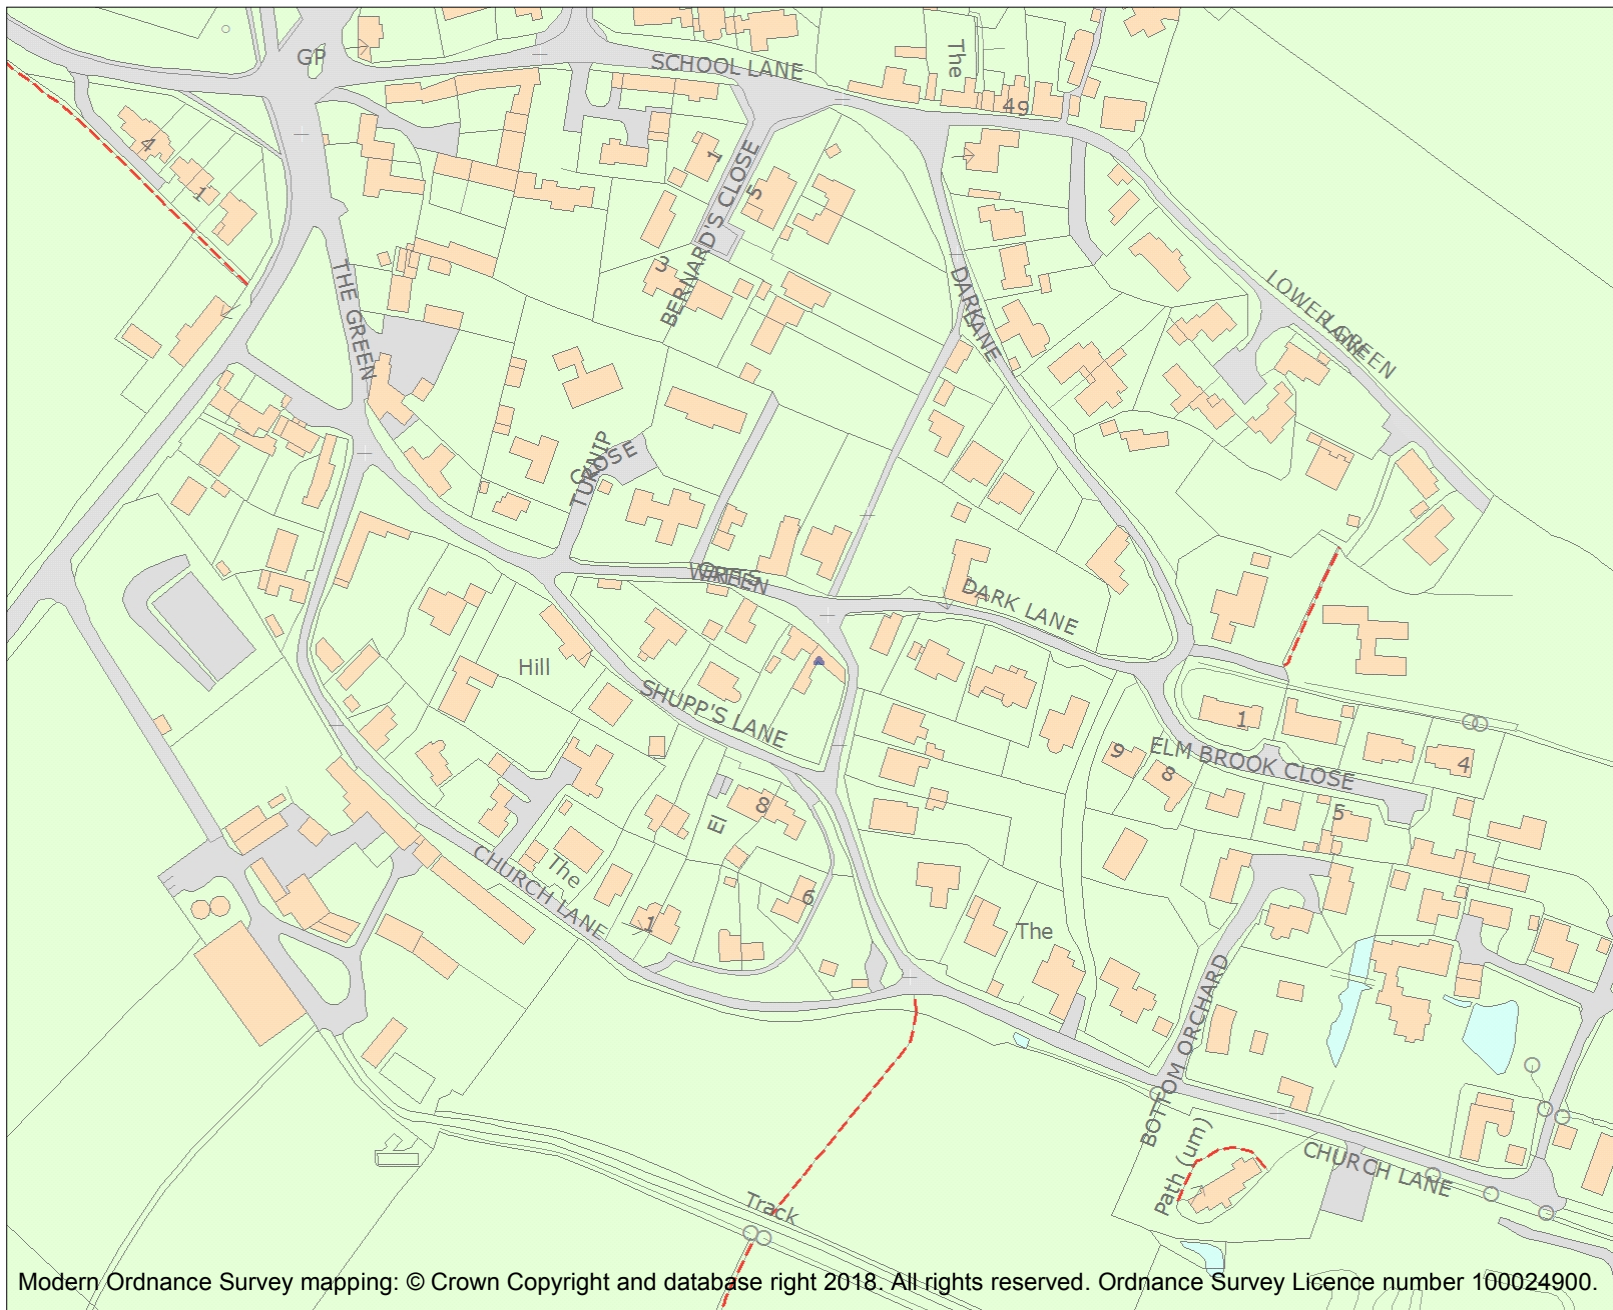 GP
SCHOOL LANE
The
49
4
1
1
BERNARD'S CLOSE
5
3
THE GREEN
DARK
LANE
LOWER
LANE
GREEN
TURNIP
CLOSE
GREEN
DARK LANE
Hill
SHUPP'S LANE
1
ELM BROOK CLOSE
9
8
4
5
8
El
The
CHURCH LANE
1
6
The
BOTTOM ORCHARD
Path (um)
CHURCH LANE
Track
Modern Ordnance Survey mapping: © Crown Copyright and database right 2018. All rights reserved. Ordnance Survey Licence number 100024900.